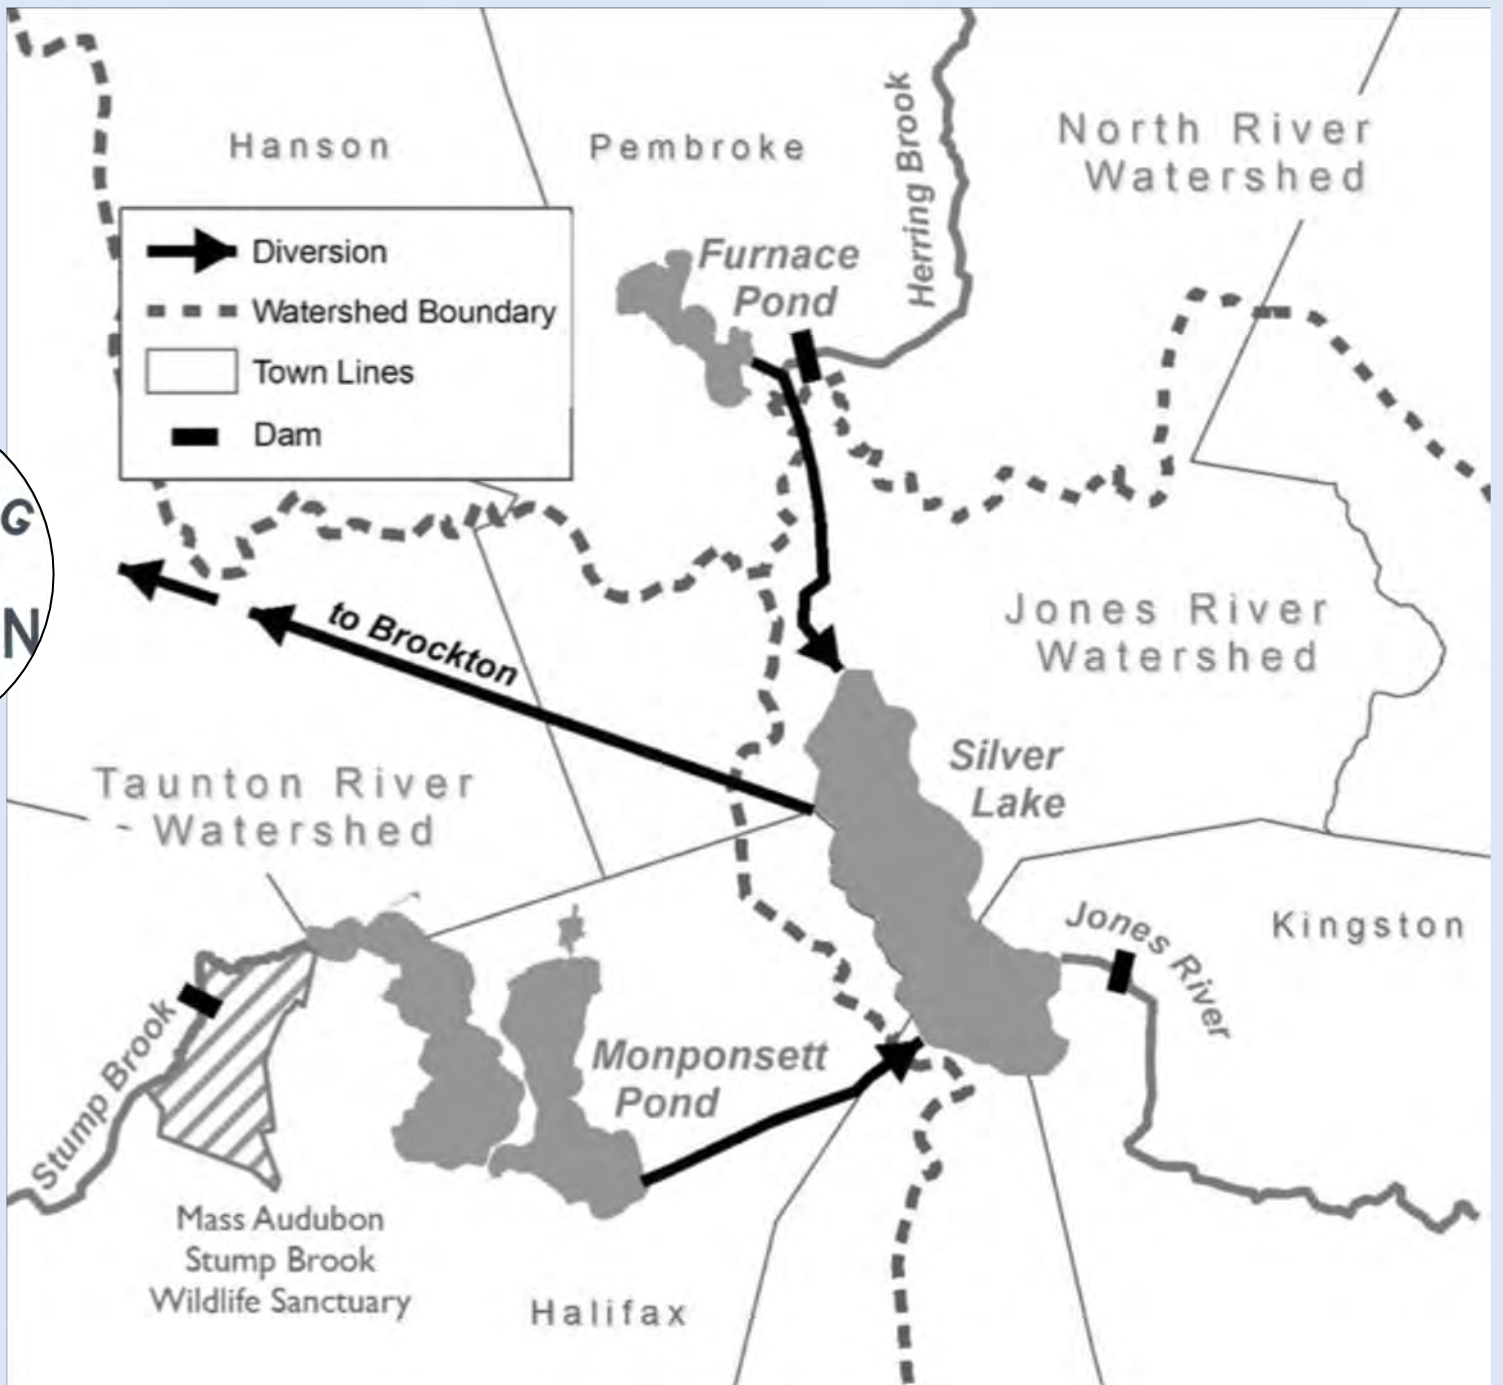 Hanson
Pembroke
Herring Brook
North River
Watershed
Diversion
Watershed Boundary
Town Lines
Dam
Furnace
Pond
G
N
to Brockton
Jones River
Watershed
Silver
Lake
Taunton River
Watershed
Jones River
Kingston
Stump Brook
Monponsett
Pond
Mass Audubon
Stump Brook
Wildlife Sanctuary
Halifax